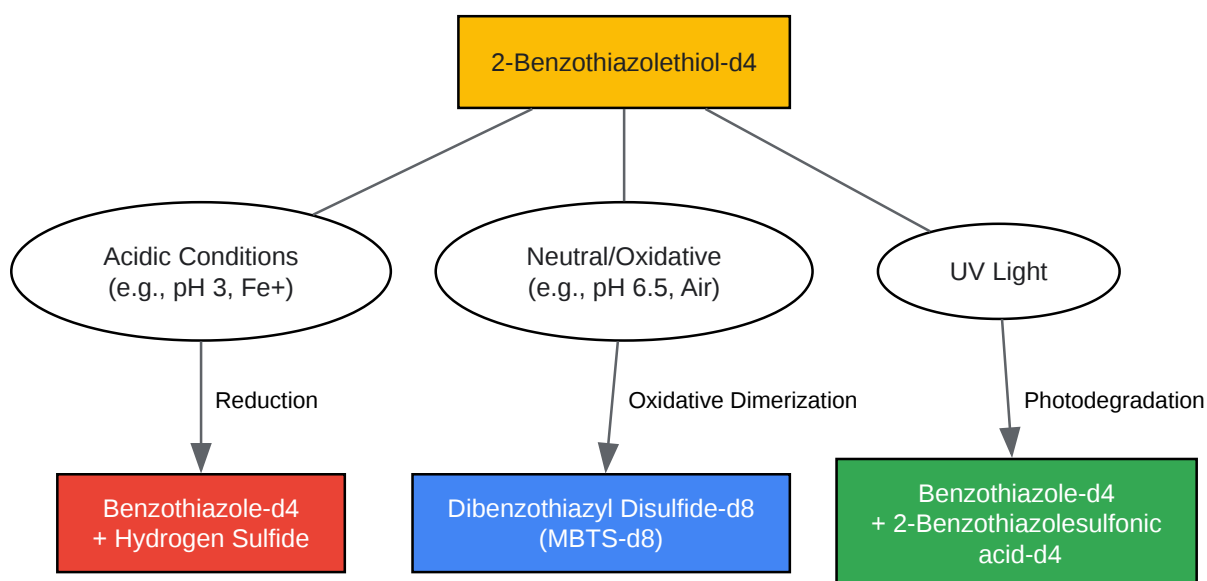 2-Benzothiazolethiol-d4
Acidic Conditions
(e.g., pH 3, Fe+)
Neutral/Oxidative
(e.g., pH 6.5, Air)
UV Light
Reduction
Oxidative Dimerization
Photodegradation
Benzothiazole-d4
+ Hydrogen Sulfide
Dibenzothiazyl Disulfide-d8
(MBTS-d8)
Benzothiazole-d4
+ 2-Benzothiazolesulfonic
acid-d4